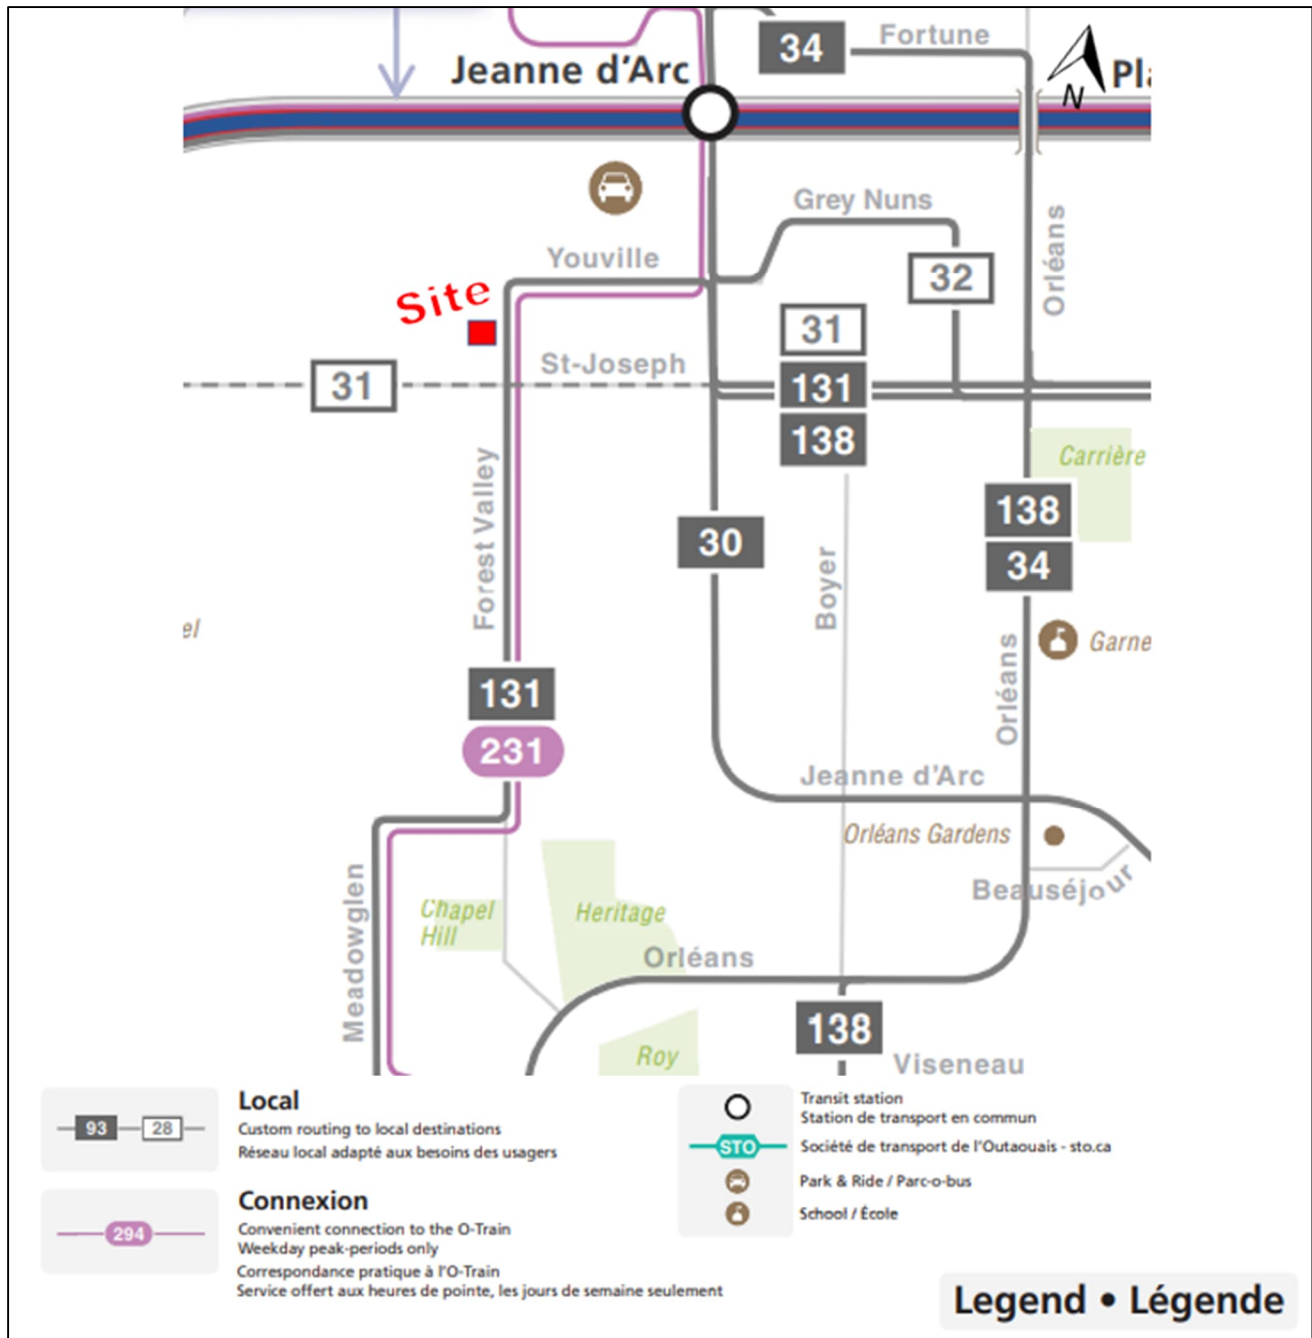 34
Fortune
Jeanne d'Arc
Pla
N
Grey Nuns
Orléans
Youville
32
Site
31
St-Joseph
31
131
138
Carrière
Forest Valley
138
30
34
Boyer
el
Garne
Orléans
131
231
Jeanne d'Arc
Orléans Gardens
Beauséjour
Meadowglen
Chapel
Hill
Heritage
Orléans
138
Roy
Viseneau
93
28
Local
Custom routing to local destinations
Réseau local adapté aux besoins des usagers
294
Connexion
Convenient connection to the O-Train
Weekday peak-periods only
Correspondance pratique à l'O-Train
Service offert aux heures de pointe, les jours de semaine seulement
Transit station
Station de transport en commun
STO
Société de transport de l'Outaouais - sto.ca
Park & Ride / Parc-o-bus
School / École
Legend • Légende